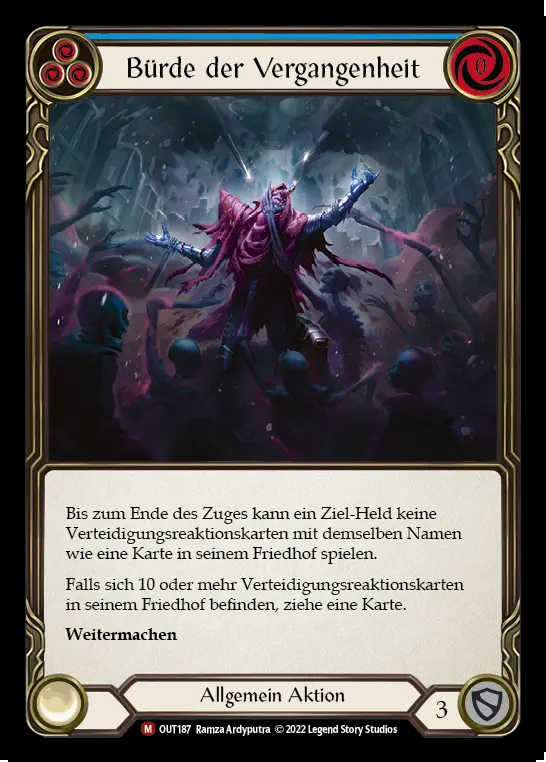 Bürde der Vergangenheit
0
Bis zum Ende des Zuges kann ein Ziel-Held keine
Verteidigungsreaktionskarten mit demselben Namen
wie eine Karte in seinem Friedhof spielen.
Falls sich 10 oder mehr Verteidigungsreaktionskarten
in seinem Friedhof befinden, ziehe eine Karte.
Weitermachen
Allgemein Aktion
3
M OUT187 Ramza Ardyputra © 2022 Legend Story Studios